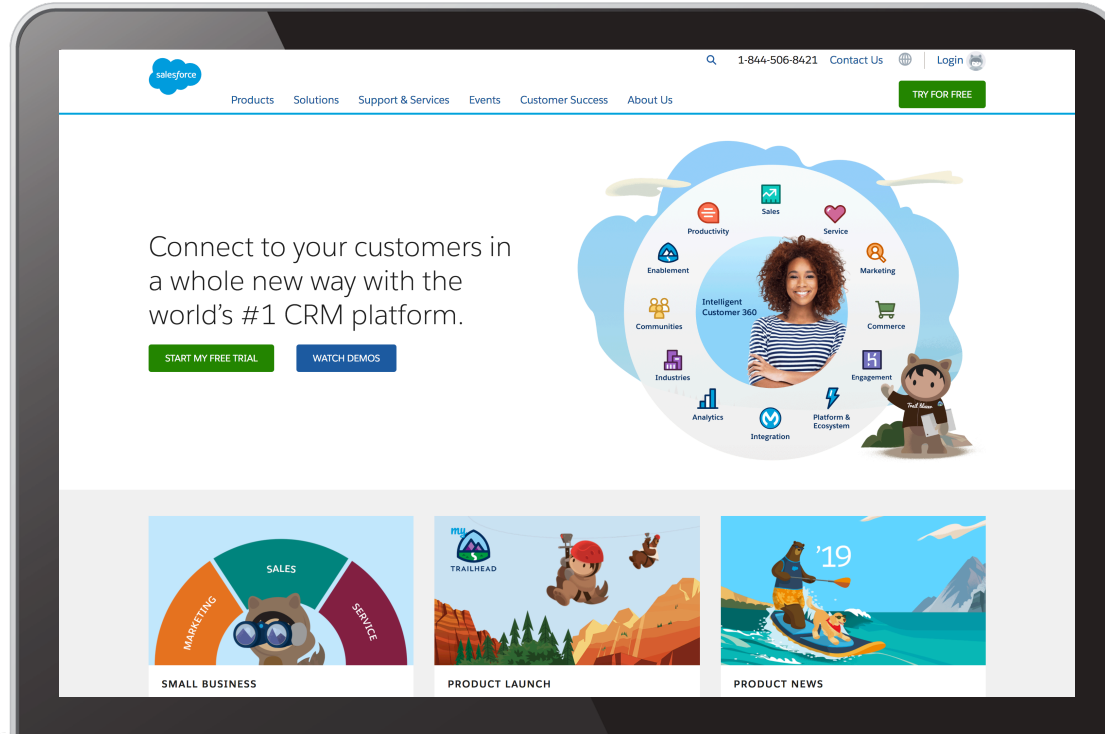 salesforce
1-844-506-8421 Contact Us Login
Products Solutions Support & Services Events Customer Success About Us
TRY FOR FREE
Connect to your customers in
a whole new way with the
world's #1 CRM platform.
START MY FREE TRIAL WATCH DEMOS
Sales
Service
Marketing
Commerce
Engagement
Platform &
Ecosystem
Integration
Analytics
Industries
Communities
Enablement
Productivity
Intelligent
Customer 360
MARKETING
SALES
SERVICE
SMALL BUSINESS
my
TRAILHEAD
PRODUCT LAUNCH
'19
PRODUCT NEWS